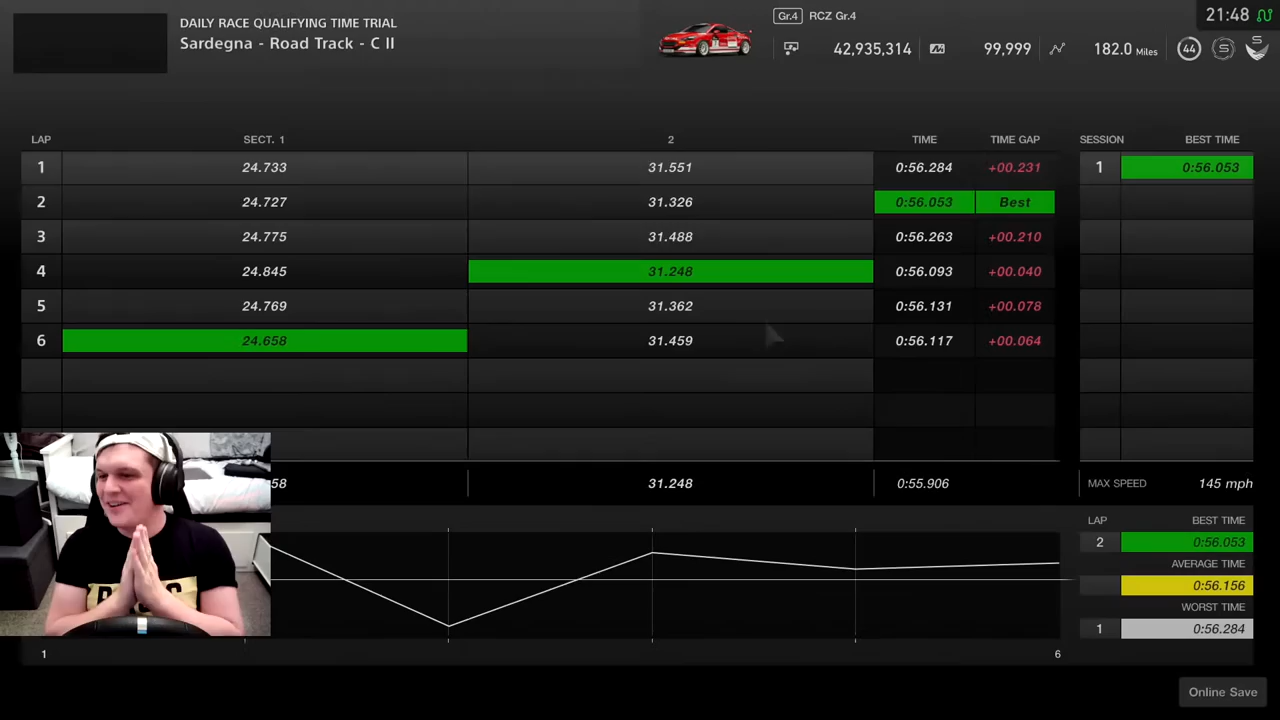 DAILY RACE QUALIFYING TIME TRIAL
Sardegna - Road Track - C II
Gr.4 RCZ Gr.4
42,935,314 99,999 182.0 Miles 44 S S
21:48
LAP SECT. 1 2 TIME TIME GAP SESSION BEST TIME
1 24.733 31.551 0:56.284 +00.231 1 0:56.053
2 24.727 31.326 0:56.053 Best
3 24.775 31.488 0:56.263 +00.210
4 24.845 31.248 0:56.093 +00.040
5 24.769 31.362 0:56.131 +00.078
6 24.658 31.459 0:56.117 +00.064
58 31.248 0:55.906 MAX SPEED 145 mph
LAP BEST TIME
2 0:56.053
AVERAGE TIME
0:56.156
WORST TIME
1 0:56.284
1 6
Online Save